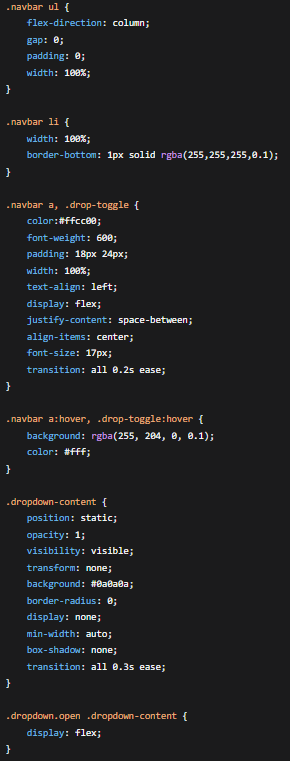 .navbar ul {
    flex-direction: column;
    gap: 0;
    padding: 0;
    width: 100%;
}

.navbar li {
    width: 100%;
    border-bottom: 1px solid rgba(255,255,255,0.1);
}

.navbar a, .drop-toggle {
    color:#ffcc00;
    font-weight: 600;
    padding: 18px 24px;
    width: 100%;
    text-align: left;
    display: flex;
    justify-content: space-between;
    align-items: center;
    font-size: 17px;
    transition: all 0.2s ease;
}

.navbar a:hover, .drop-toggle:hover {
    background: rgba(255, 204, 0, 0.1);
    color: #fff;
}

.dropdown-content {
    position: static;
    opacity: 1;
    visibility: visible;
    transform: none;
    background: #0a0a0a;
    border-radius: 0;
    display: none;
    min-width: auto;
    box-shadow: none;
    transition: all 0.3s ease;
}

.dropdown.open .dropdown-content {
    display: flex;
}